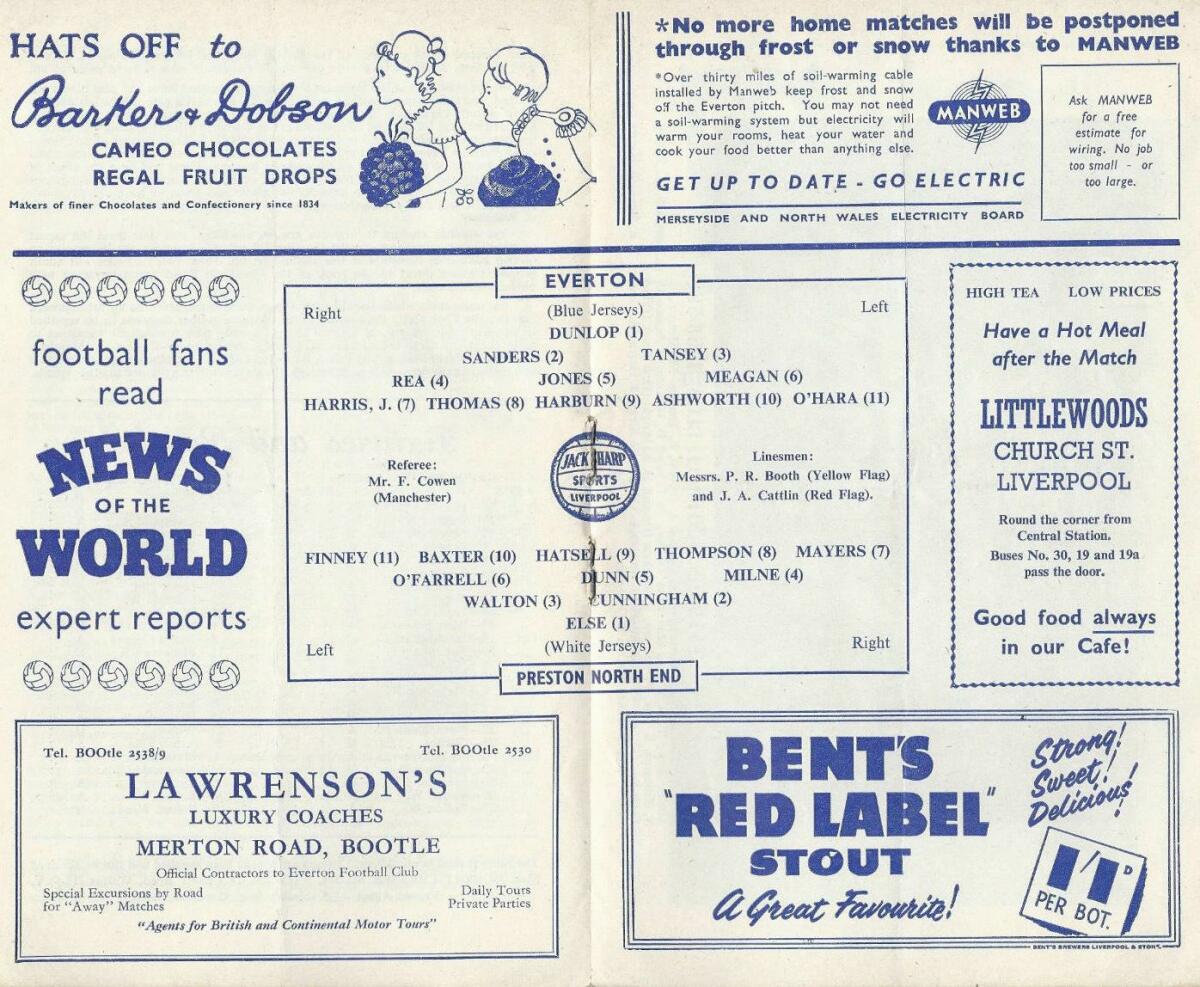 HATS OFF to
Barker & Dobson
CAMEO CHOCOLATES
REGAL FRUIT DROPS
Makers of finer Chocolates and Confectionery since 1834
*No more home matches will be postponed
through frost or snow thanks to MANWEB
*Over thirty miles of soil-warming cable
installed by Manweb keep frost and snow
off the Everton pitch. You may not need
a soil-warming system but electricity will
warm your rooms, heat your water and
cook your food better than anything else.
MANWEB
Ask MANWEB
for a free
estimate for
wiring. No job
too small - or
too large.
GET UP TO DATE - GO ELECTRIC
MERSEYSIDE AND NORTH WALES ELECTRICITY BOARD
football fans
read
NEWS
OF THE
WORLD
expert reports
EVERTON
Right (Blue Jerseys) Left
DUNLOP (1)
SANDERS (2) TANSEY (3)
REA (4) JONES (5) MEAGAN (6)
HARRIS, J. (7) THOMAS (8) HARBURN (9) ASHWORTH (10) O'HARA (11)
Referee:
Mr. F. Cowen
(Manchester)
JACK SHARP
SPORTS
LIVERPOOL
Linesmen:
Messrs. P. R. Booth (Yellow Flag)
and J. A. Cattlin (Red Flag).
FINNEY (11) BAXTER (10) HATSELL (9) THOMPSON (8) MAYERS (7)
O'FARRELL (6) DUNN (5) MILNE (4)
WALTON (3) CUNNINGHAM (2)
ELSE (1)
Left (White Jerseys) Right
PRESTON NORTH END
HIGH TEA LOW PRICES
Have a Hot Meal
after the Match
LITTLEWOODS
CHURCH ST.
LIVERPOOL
Round the corner from
Central Station.
Buses No. 30, 19 and 19a
pass the door.
Good food always
in our Cafe!
Tel. BOOtle 2538/9 Tel. BOOtle 2530
LAWRENSON'S
LUXURY COACHES
MERTON ROAD, BOOTLE
Official Contractors to Everton Football Club
Special Excursions by Road
for "Away" Matches
Daily Tours
Private Parties
"Agents for British and Continental Motor Tours"
BENT'S
"RED LABEL"
STOUT
A Great Favourite!
Strong!
Sweet!
Delicious!
1/1D
PER BOT.
BENT'S BREWERS LIVERPOOL & STONE.